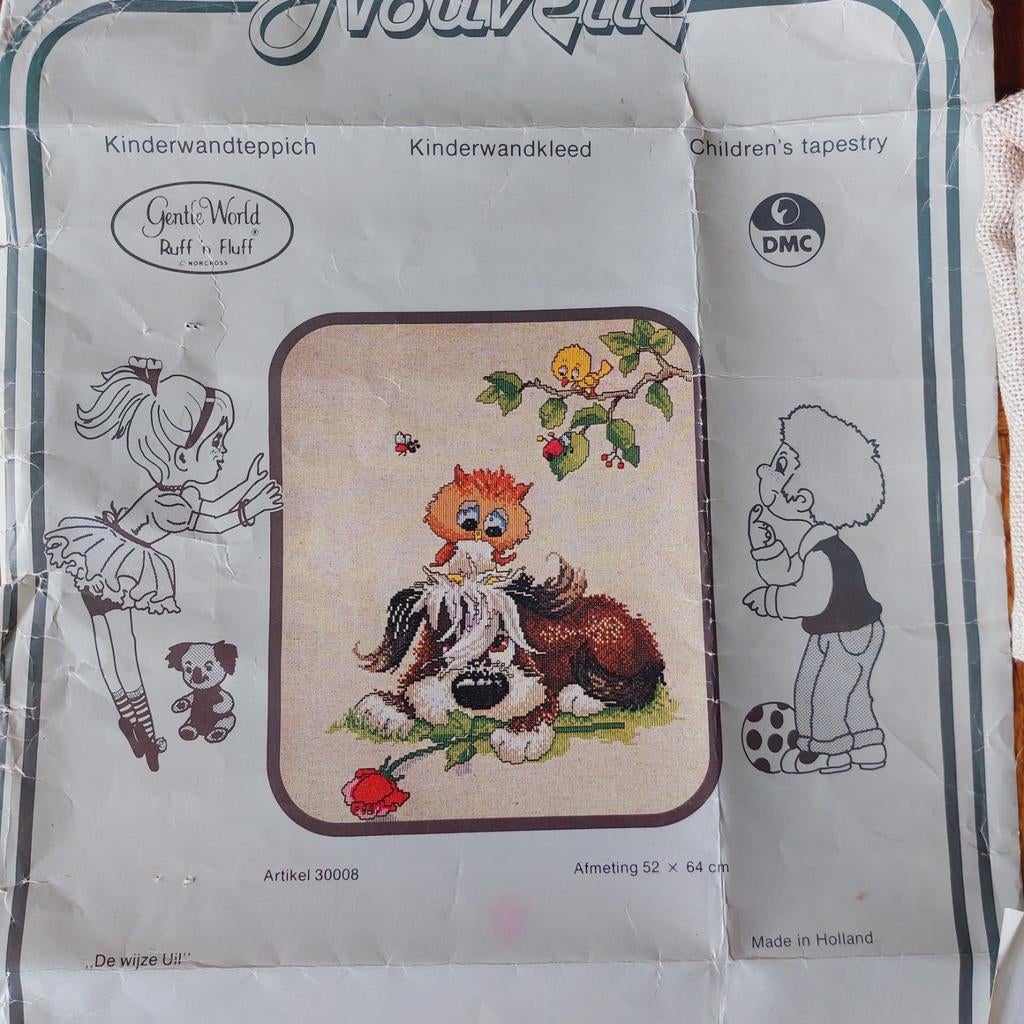 Nouvelle
Kinderwandteppich Kinderwandkleed Children's tapestry
Gentle World
Ruff 'n Fluff ®
© NORCROSS
DMC
Artikel 30008 Afmeting 52 × 64 cm
Made in Holland
„De wijze Uil"